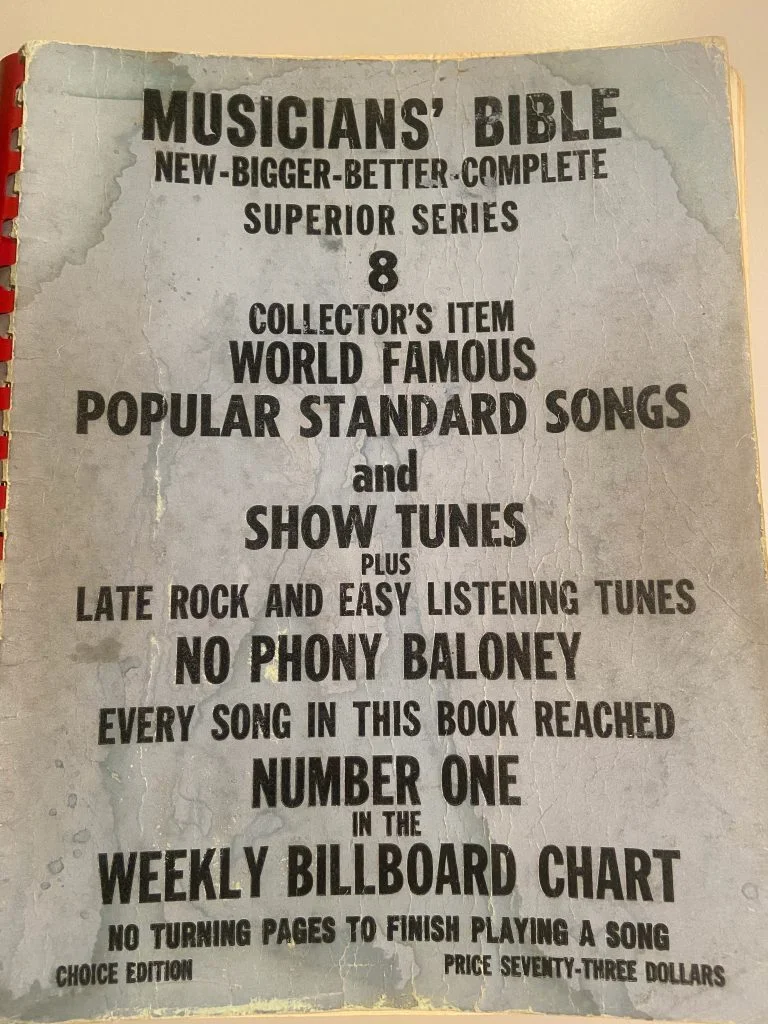 MUSICIANS' BIBLE
NEW-BIGGER-BETTER-COMPLETE
SUPERIOR SERIES
8
COLLECTOR'S ITEM
WORLD FAMOUS
POPULAR STANDARD SONGS
and
SHOW TUNES
PLUS
LATE ROCK AND EASY LISTENING TUNES
NO PHONY BALONEY
EVERY SONG IN THIS BOOK REACHED
NUMBER ONE
IN THE
WEEKLY BILLBOARD CHART
NO TURNING PAGES TO FINISH PLAYING A SONG
CHOICE EDITION PRICE SEVENTY-THREE DOLLARS